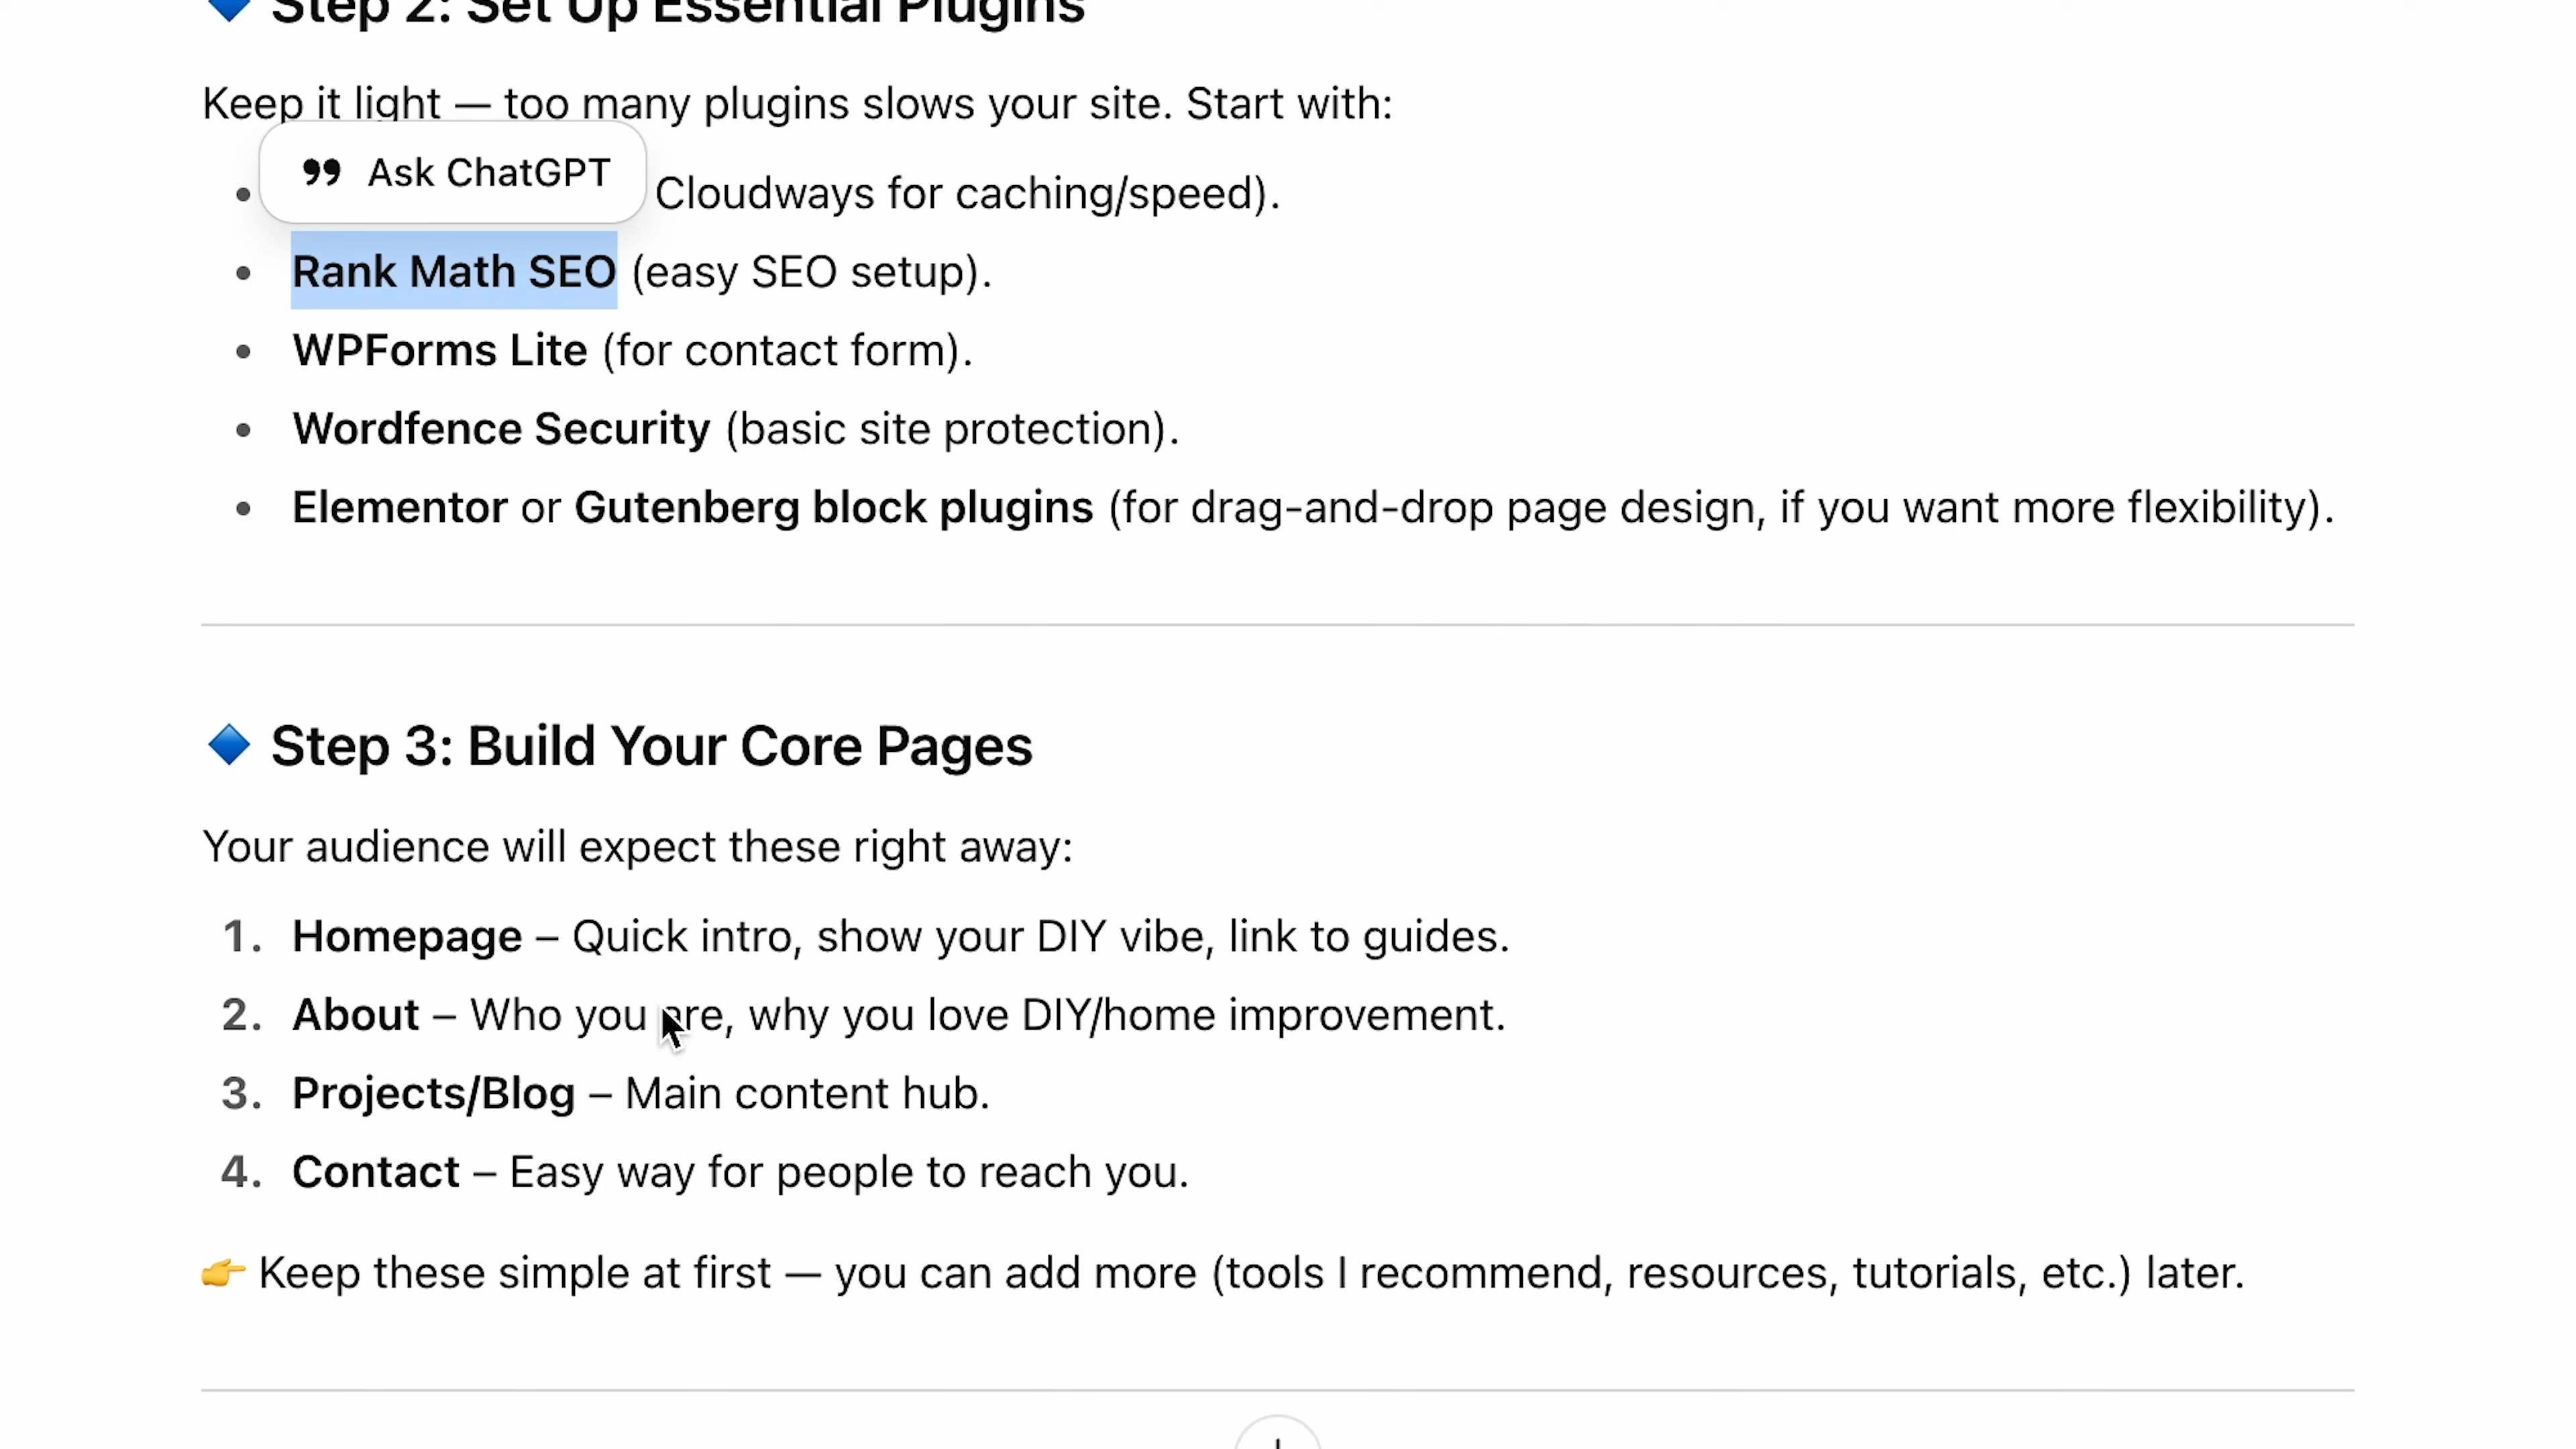 Step 2: Set Up Essential Plugins
Keep it light — too many plugins slows your site. Start with:
Ask ChatGPT
• Cloudways for caching/speed).
• Rank Math SEO (easy SEO setup).
• WPForms Lite (for contact form).
• Wordfence Security (basic site protection).
• Elementor or Gutenberg block plugins (for drag-and-drop page design, if you want more flexibility).
Step 3: Build Your Core Pages
Your audience will expect these right away:
1. Homepage – Quick intro, show your DIY vibe, link to guides.
2. About – Who you are, why you love DIY/home improvement.
3. Projects/Blog – Main content hub.
4. Contact – Easy way for people to reach you.
👉 Keep these simple at first — you can add more (tools I recommend, resources, tutorials, etc.) later.